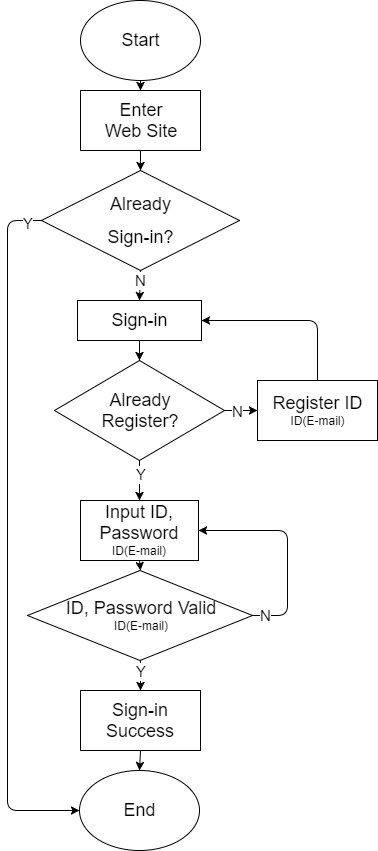 Start
Enter
Web Site
Already
Sign-in?
Y
N
Sign-in
Already
Register?
N
Register ID
ID(E-mail)
Y
Input ID,
Password
ID(E-mail)
ID, Password Valid
ID(E-mail)
N
Y
Sign-in
Success
End